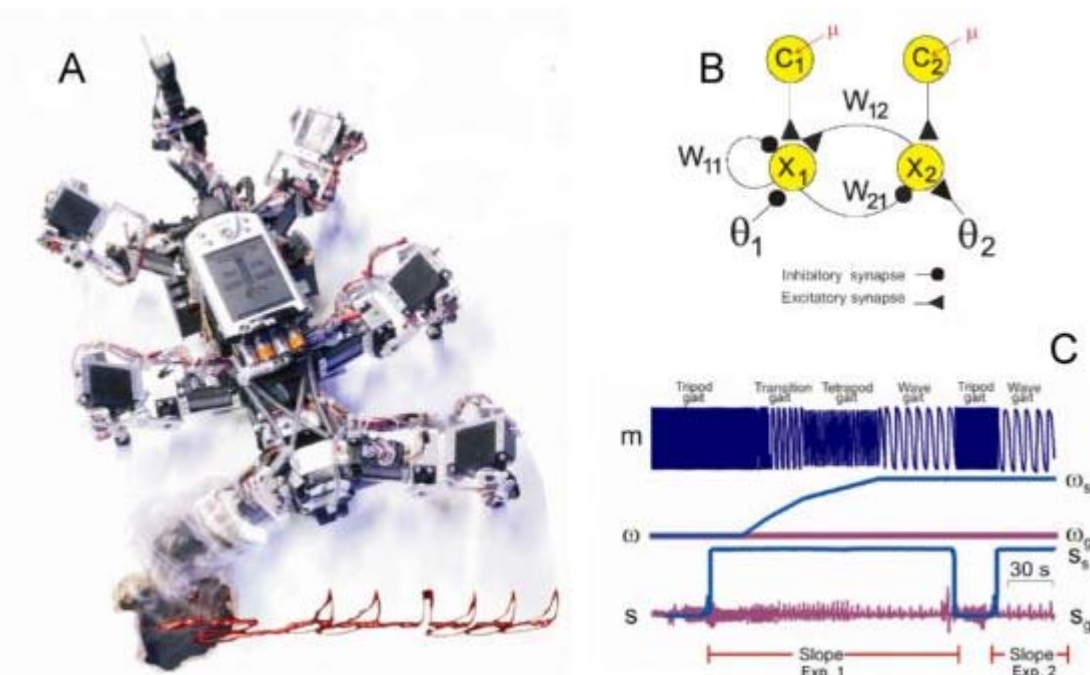 A
B
μ
μ
C1
C2
W12
W11
X1
X2
W21
θ1
θ2
Inhibitory synapse
Excitatory synapse
C
Tripod gait
Transition gait
Tetrapod gait
Wave gait
Tripod gait
Wave gait
m
ωs
ω
ωg
Ss
30 s
s
Sg
Slope
Exp. 1
Slope
Exp. 2